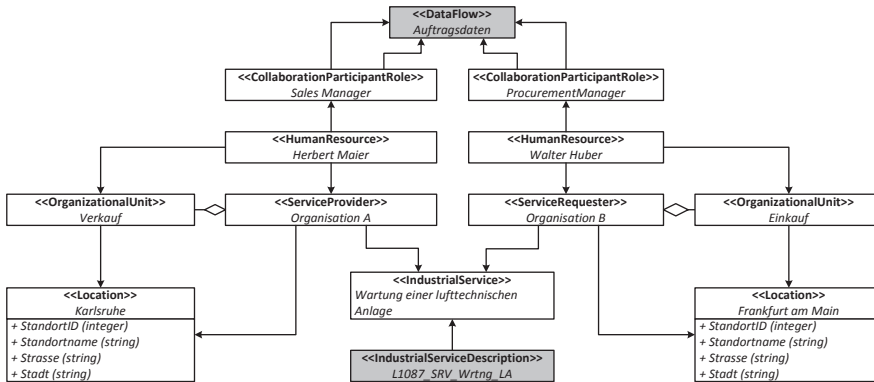 <<DataFlow>>
Auftragsdaten
<<CollaborationParticipantRole>>
Sales Manager
<<CollaborationParticipantRole>>
ProcurementManager
<<HumanResource>>
Herbert Maier
<<HumanResource>>
Walter Huber
<<OrganizationalUnit>>
Verkauf
<<ServiceProvider>>
Organisation A
<<ServiceRequester>>
Organisation B
<<OrganizationalUnit>>
Einkauf
<<IndustrialService>>
Wartung einer lufttechnischen
Anlage
<<Location>>
Karlsruhe
+ StandortID (integer)
+ Standortname (string)
+ Strasse (string)
+ Stadt (string)
<<Location>>
Frankfurt am Main
+ StandortID (integer)
+ Standortname (string)
+ Strasse (string)
+ Stadt (string)
<<IndustrialServiceDescription>>
L1087_SRV_Wrtng_LA